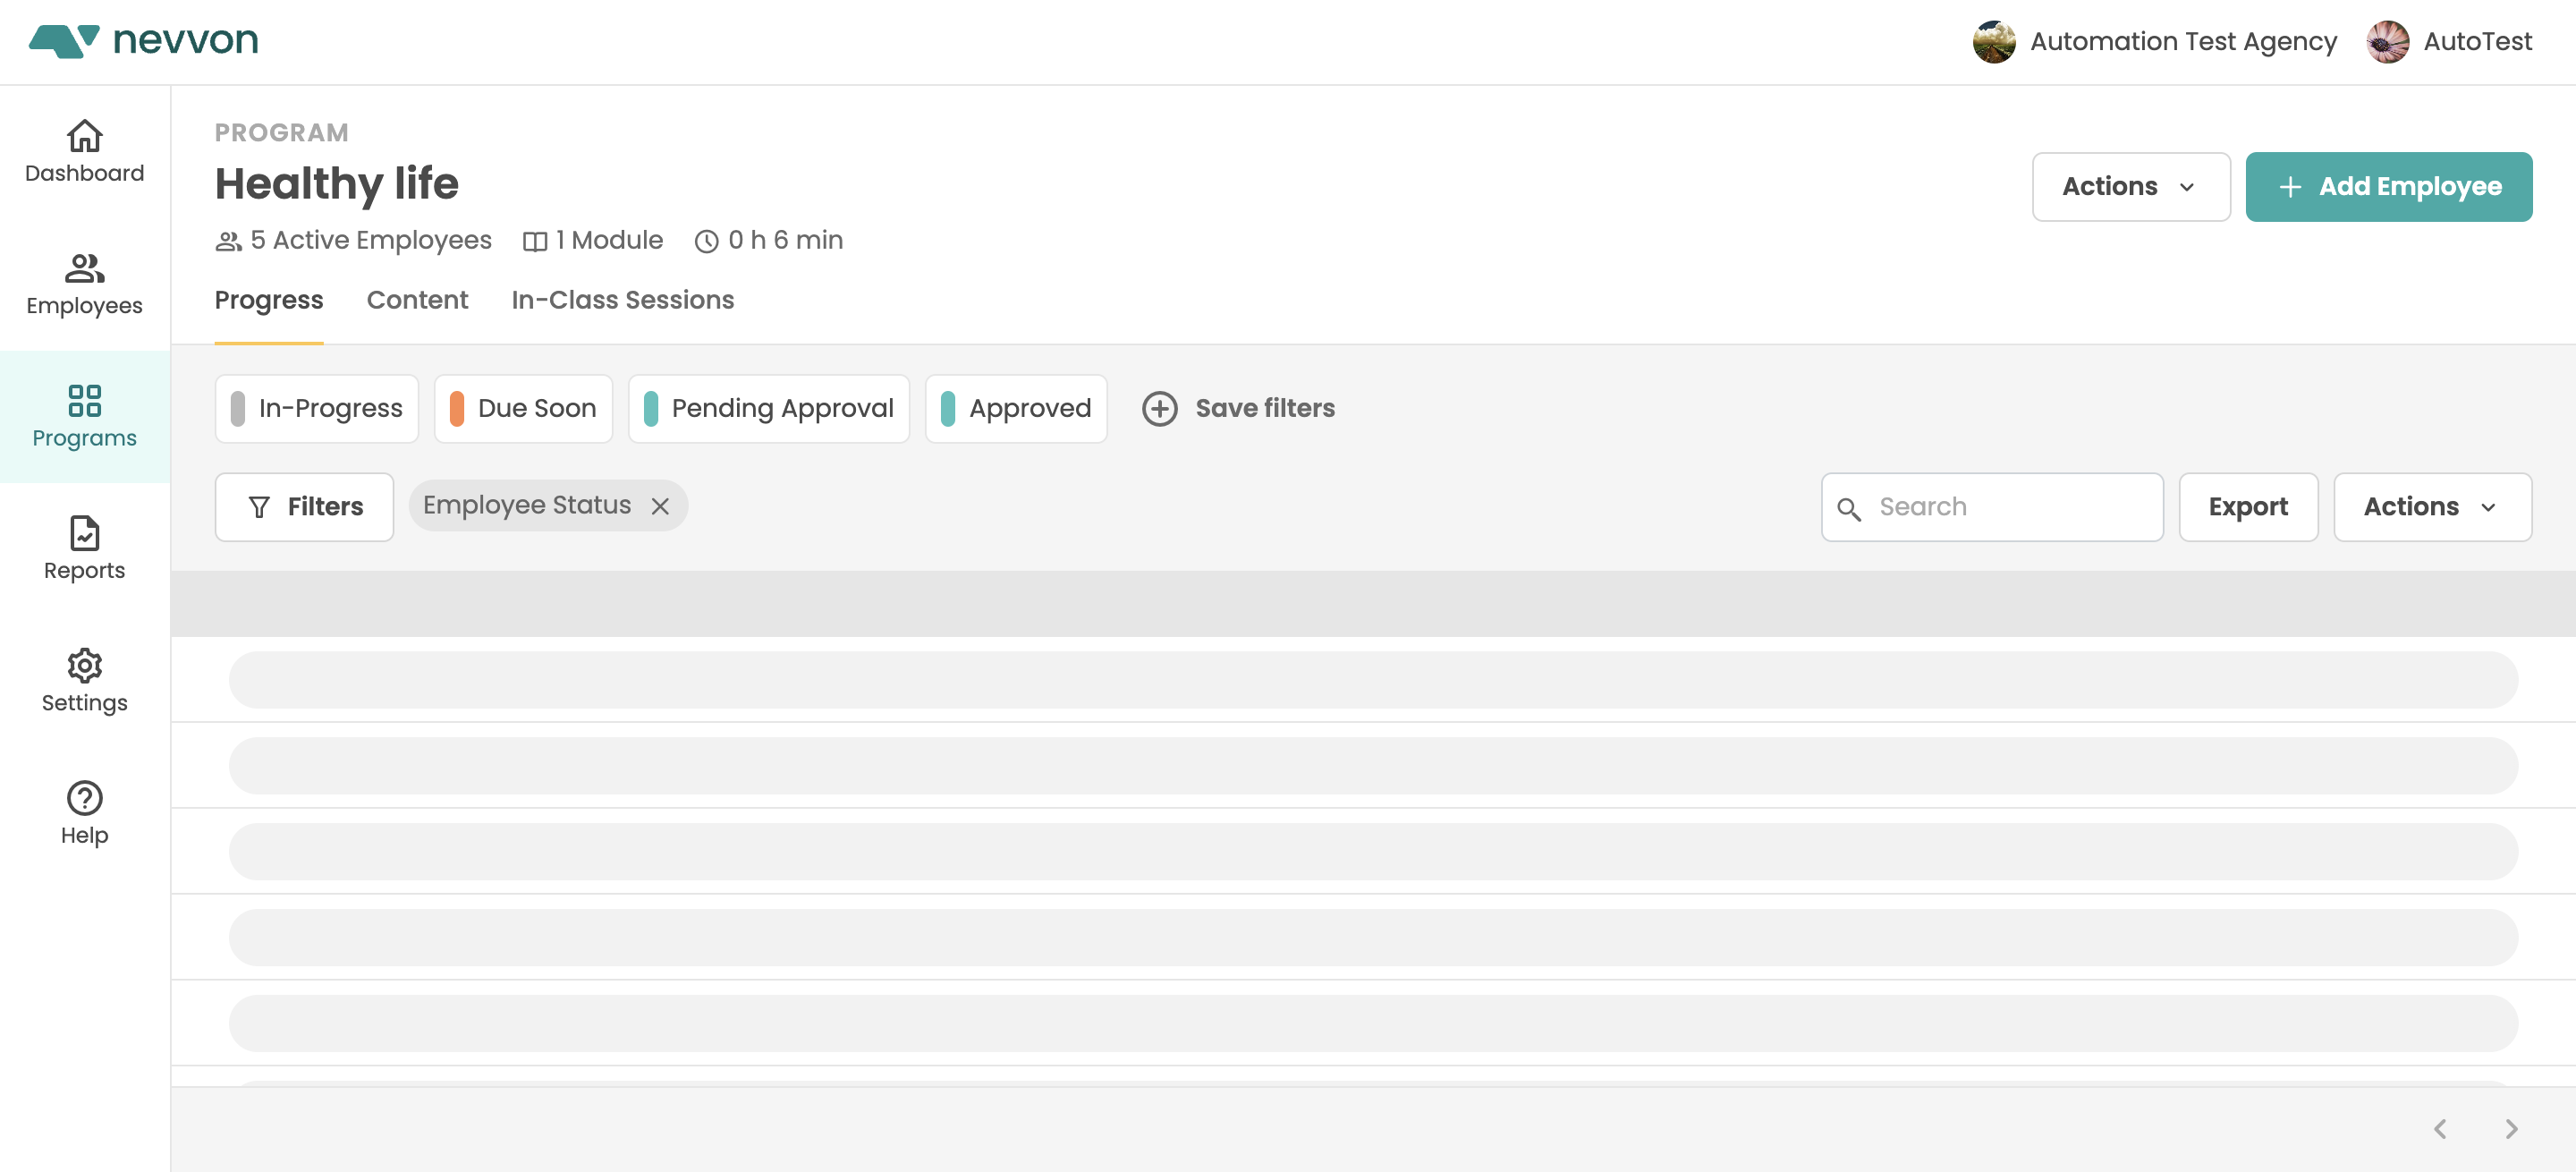 nevvon
Automation Test Agency
AutoTest
Dashboard
Employees
Programs
Reports
Settings
Help
PROGRAM
Healthy life
5 Active Employees
1 Module
0 h 6 min
Actions
Add Employee
Progress
Content
In-Class Sessions
In-Progress
Due Soon
Pending Approval
Approved
Save filters
Filters
Employee Status
Search
Export
Actions